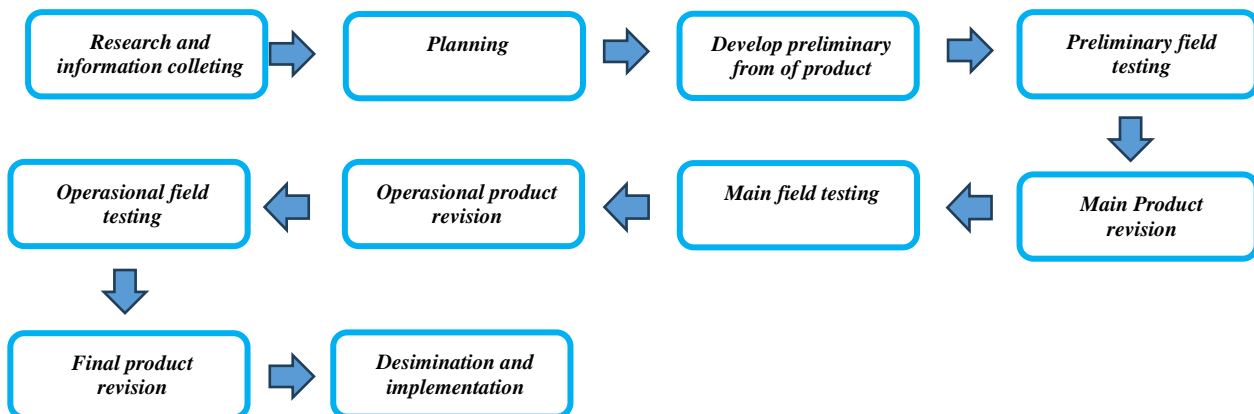 Research and
information colleting
Planning
Develop preliminary
from of product
Preliminary field
testing
Main Product
revision
Main field testing
Operasional product
revision
Operasional field
testing
Final product
revision
Desimination and
implementation